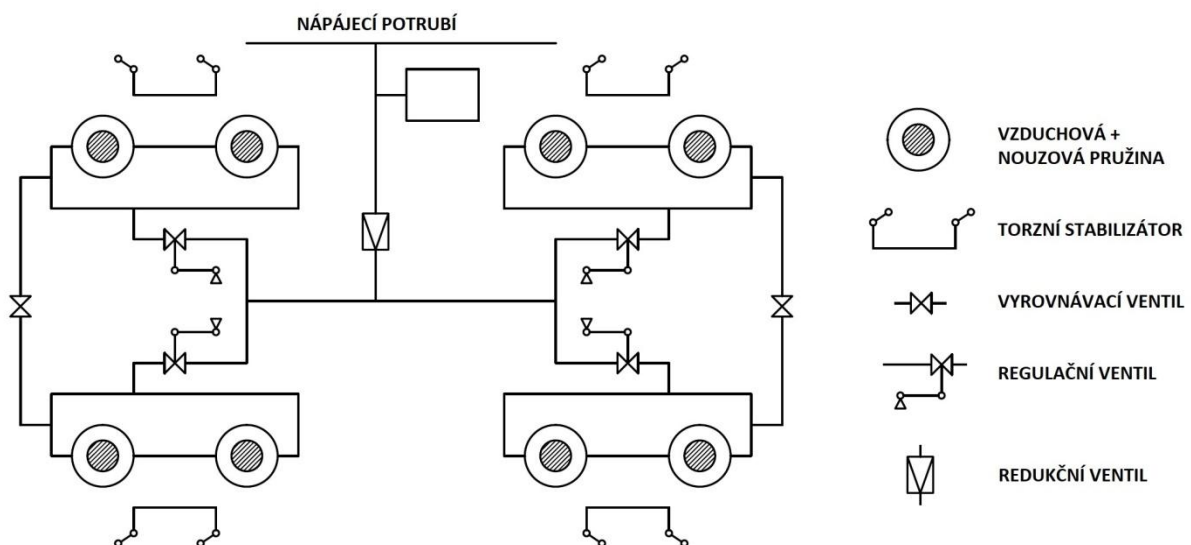 NÁPÁJECÍ POTRUBÍ
VZDUCHOVÁ +
NOUZOVÁ PRUŽINA
TORZNÍ STABILIZÁTOR
VYROVNÁVACÍ VENTIL
REGULAČNÍ VENTIL
REDUKČNÍ VENTIL